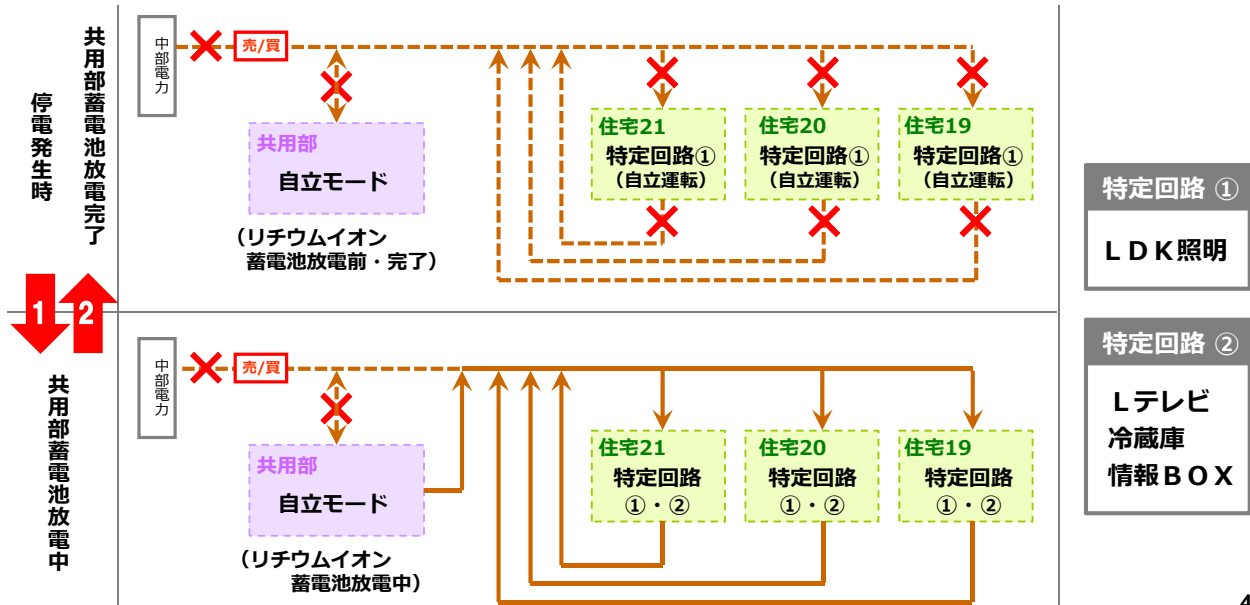 停電発生時
共用部蓄電池放電完了
中部電力
売/買
共用部
自立モード
(リチウムイオン
蓄電池放電前・完了)
住宅21
特定回路①
(自立運転)
住宅20
特定回路①
(自立運転)
住宅19
特定回路①
(自立運転)
1
2
共用部蓄電池放電中
中部電力
売/買
共用部
自立モード
(リチウムイオン
蓄電池放電中)
住宅21
特定回路
①・②
住宅20
特定回路
①・②
住宅19
特定回路
①・②
特定回路 ①
LDK照明
特定回路 ②
Lテレビ
冷蔵庫
情報BOX
4